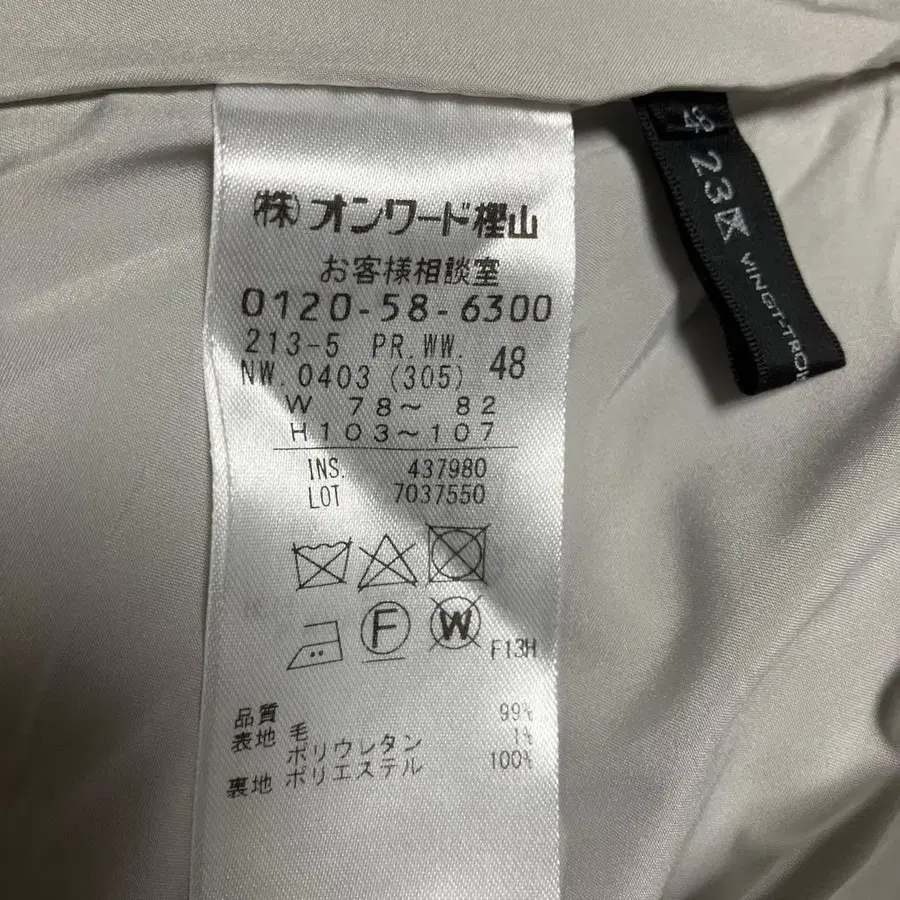 ㈱オンワード樫山
お客様相談室
0120-58-6300
213-5 PR.WW.
NW.0403 (305) 48
W 78～ 82
H103～107
INS. 437980
LOT 7037550
F
W
F13H
品質
表地 毛 99%
ポリウレタン 1%
裏地 ポリエステル 100%
48
23区
VINGT-TROIS